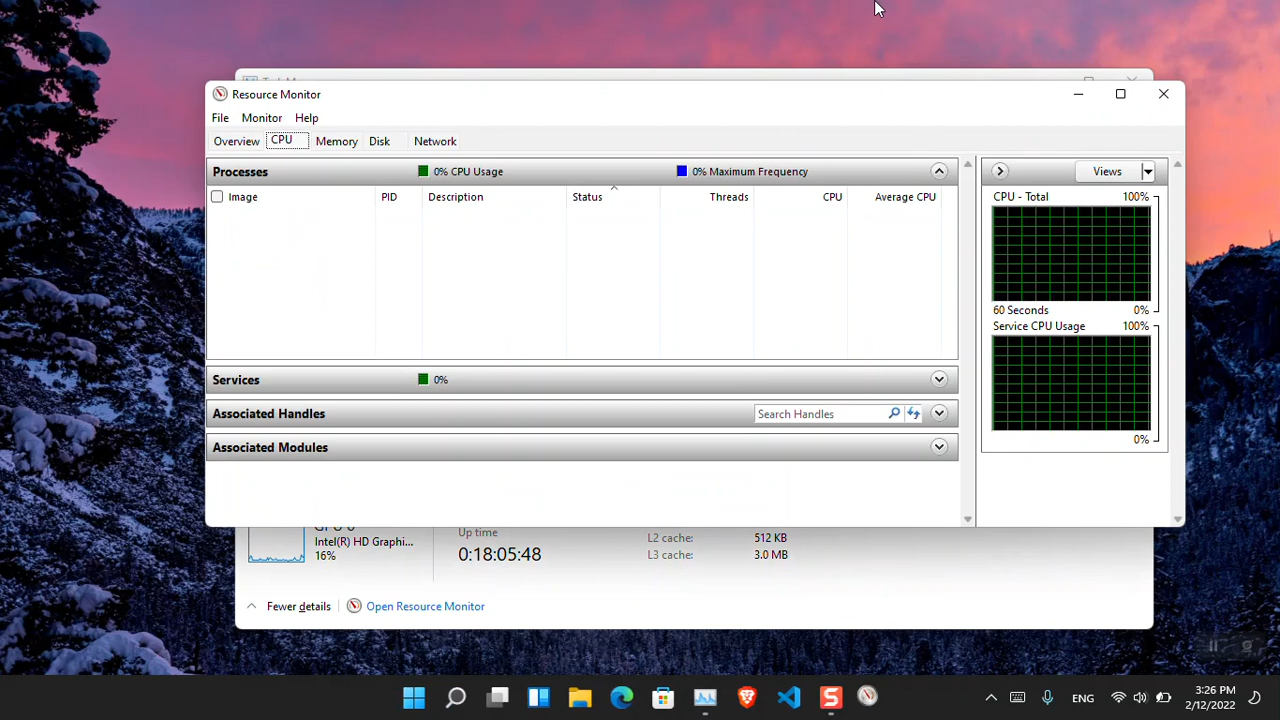 Resource Monitor
File Monitor Help
Overview CPU Memory Disk Network
Processes 0% CPU Usage 0% Maximum Frequency
Image PID Description Status Threads CPU Average CPU
Services 0%
Associated Handles Search Handles
Associated Modules
Views
CPU - Total 100%
60 Seconds 0%
Service CPU Usage 100%
0%
Intel(R) HD Graphi...
16%
Up time
0:18:05:48
L2 cache: 512 KB
L3 cache: 3.0 MB
Fewer details Open Resource Monitor
ENG
3:26 PM
2/12/2022